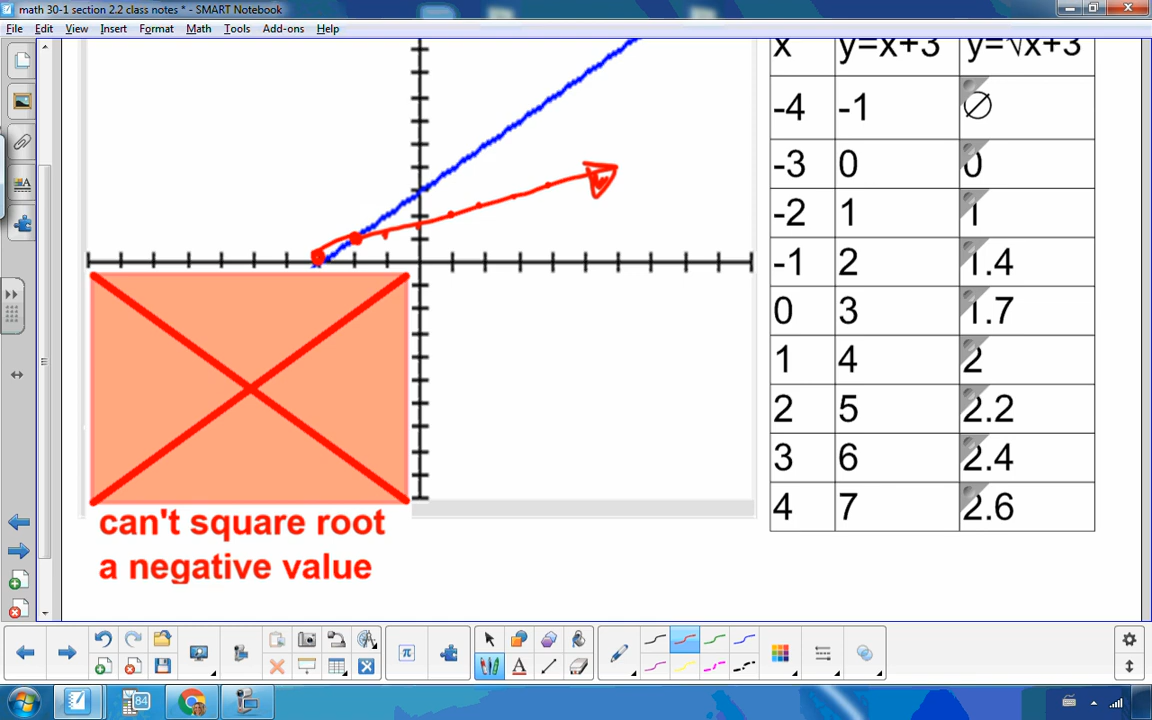 math 30-1 section 2.2 class notes * - SMART Notebook
File Edit View Insert Format Math Tools Add-ons Help
x y=x+3 y=√x+3
-4 -1 ∅
-3 0 0
-2 1 1
-1 2 1.4
0 3 1.7
1 4 2
2 5 2.2
3 6 2.4
4 7 2.6
can't square root
a negative value
π
A
84